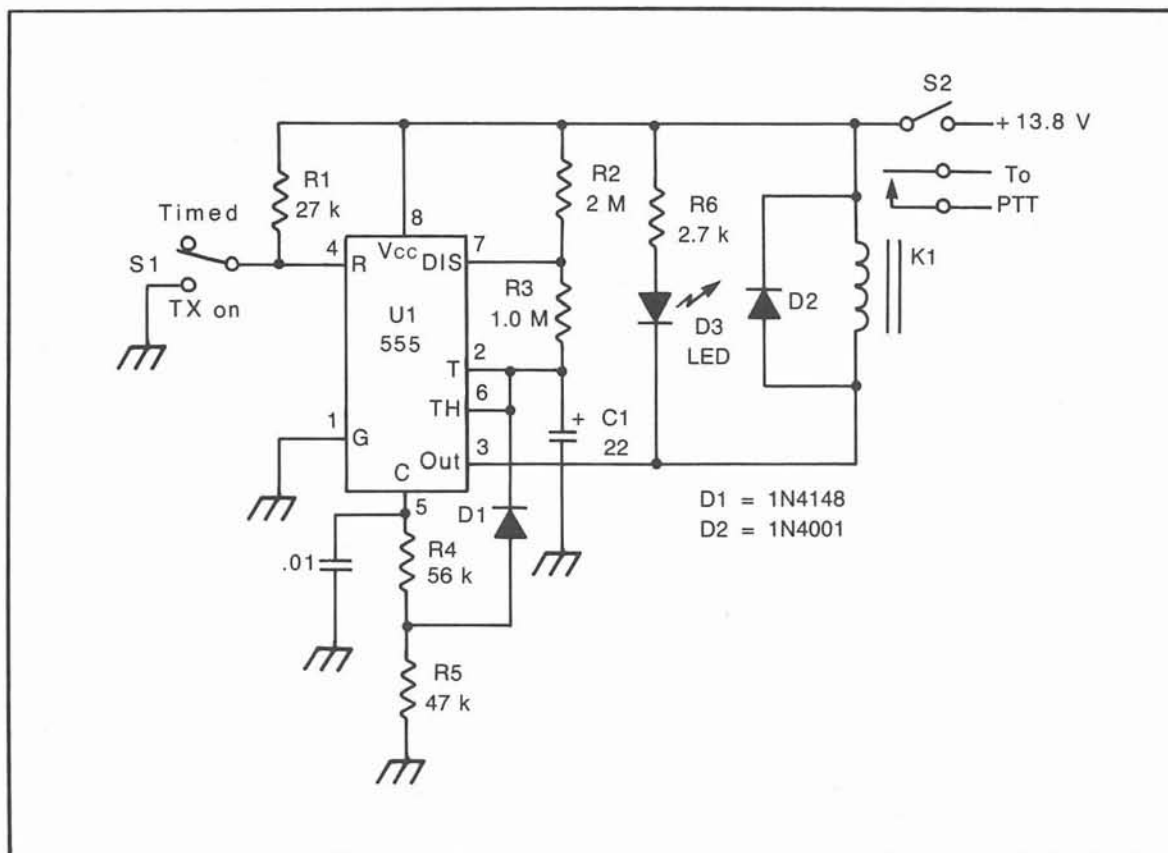 S2
+ 13.8 V
To
PTT
R1
27 k
Timed
S1
TX on
8
Vcc
4
R
DIS
7
U1
555
T
2
TH
6
Out
3
1
G
C
5
R2
2 M
R3
1.0 M
R6
2.7 k
D3
LED
D2
K1
+
C1
22
D1
.01
R4
56 k
R5
47 k
D1 = 1N4148
D2 = 1N4001